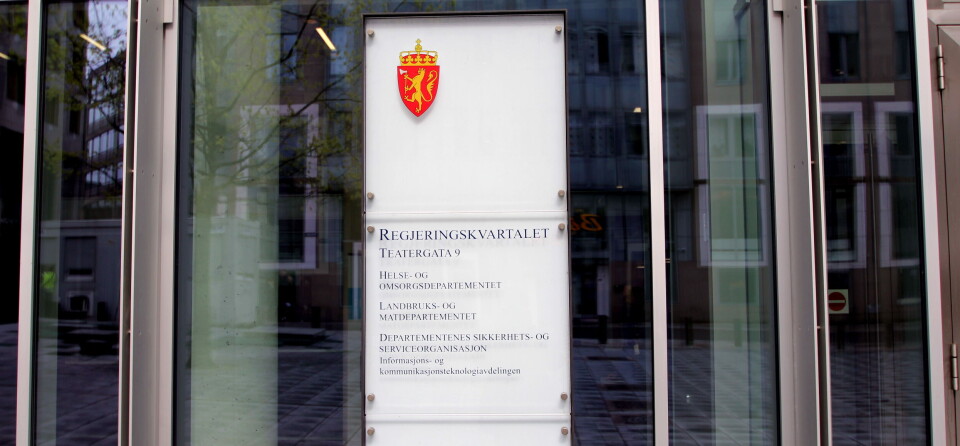 REGJERINGSKVARTALET
TEATERGATA 9
HELSE- OG
OMSORGSDEPARTEMENTET
LANDBRUKS- OG
MATDEPARTEMENTET
DEPARTEMENTENES SIKKERHETS- OG
SERVICEORGANISASJON
Informasjons- og
kommunikasjonsteknologiavdelingen